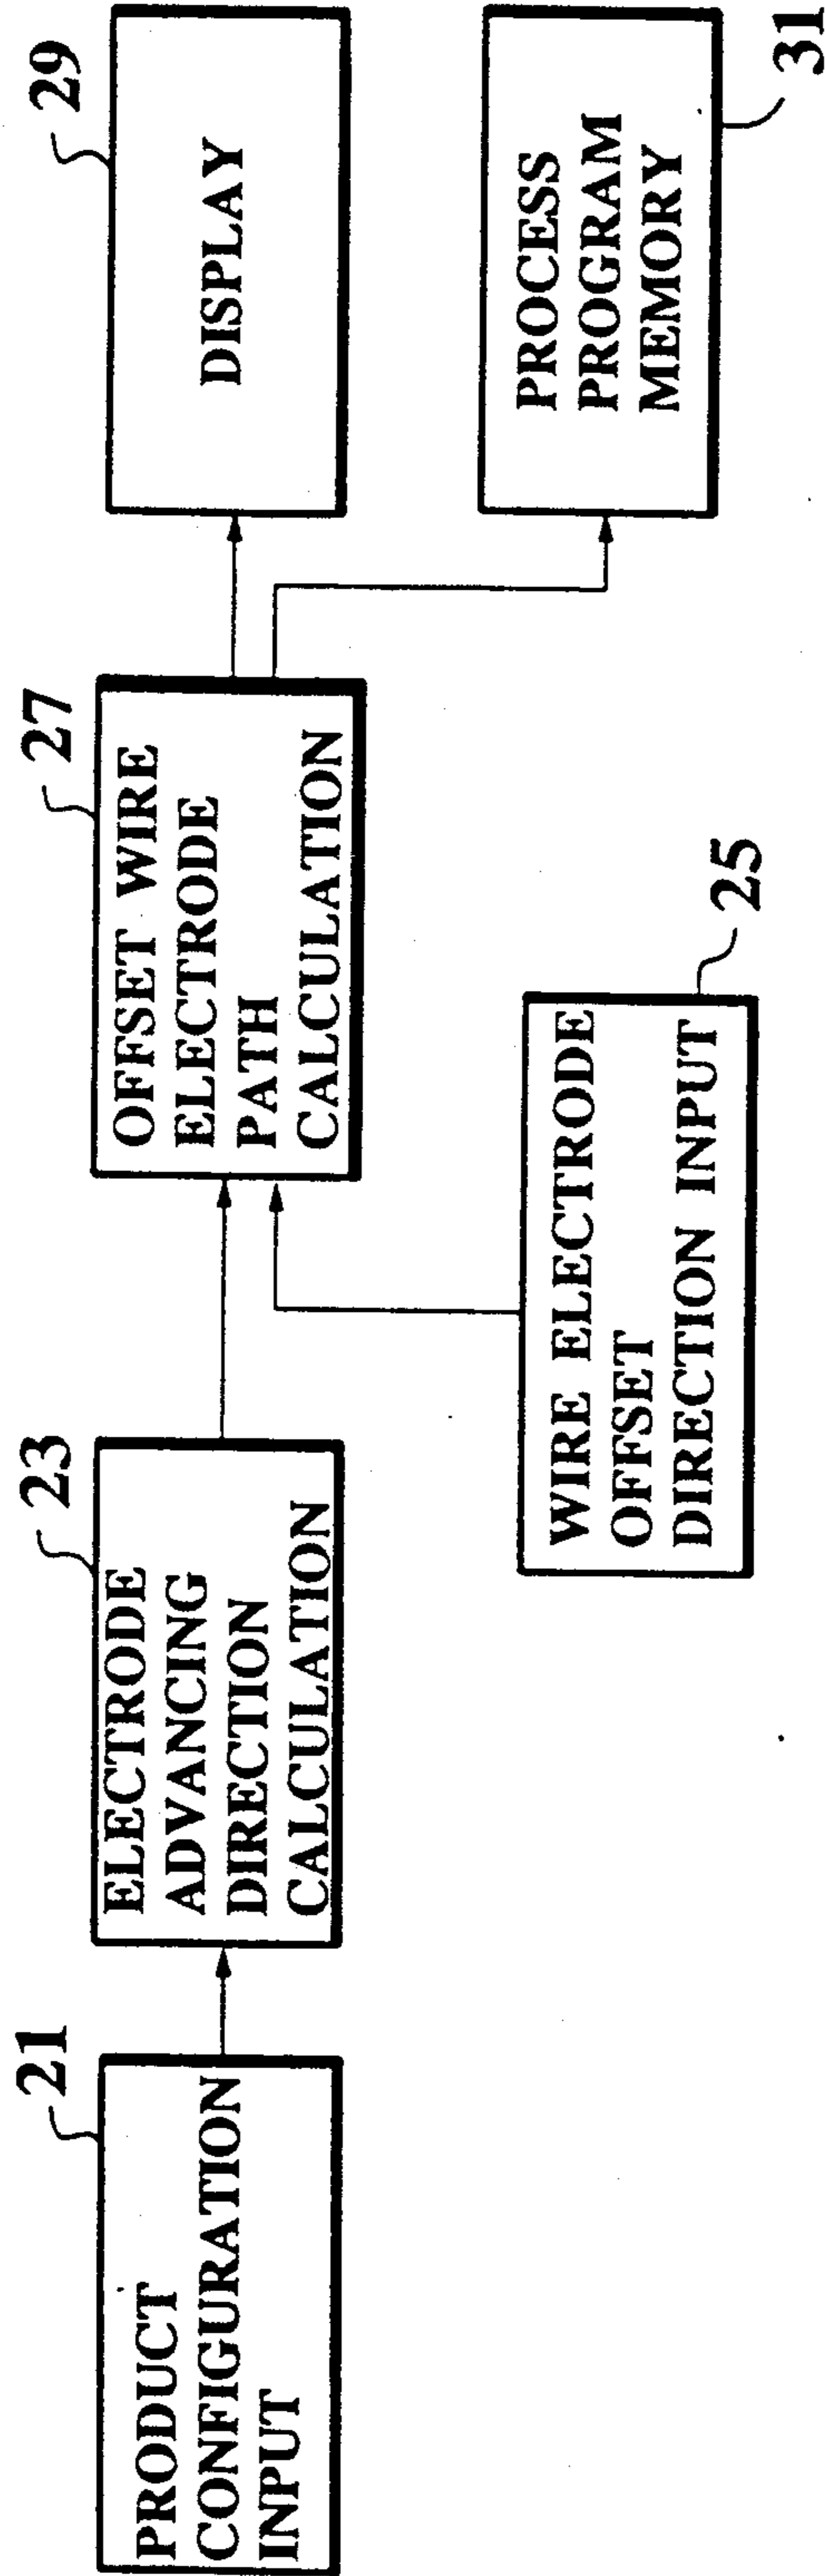 21
PRODUCT
CONFIGURATION
INPUT
23
ELECTRODE
ADVANCING
DIRECTION
CALCULATION
25
WIRE ELECTRODE
OFFSET
DIRECTION INPUT
27
OFFSET WIRE
ELECTRODE
PATH
CALCULATION
29
DISPLAY
31
PROCESS
PROGRAM
MEMORY